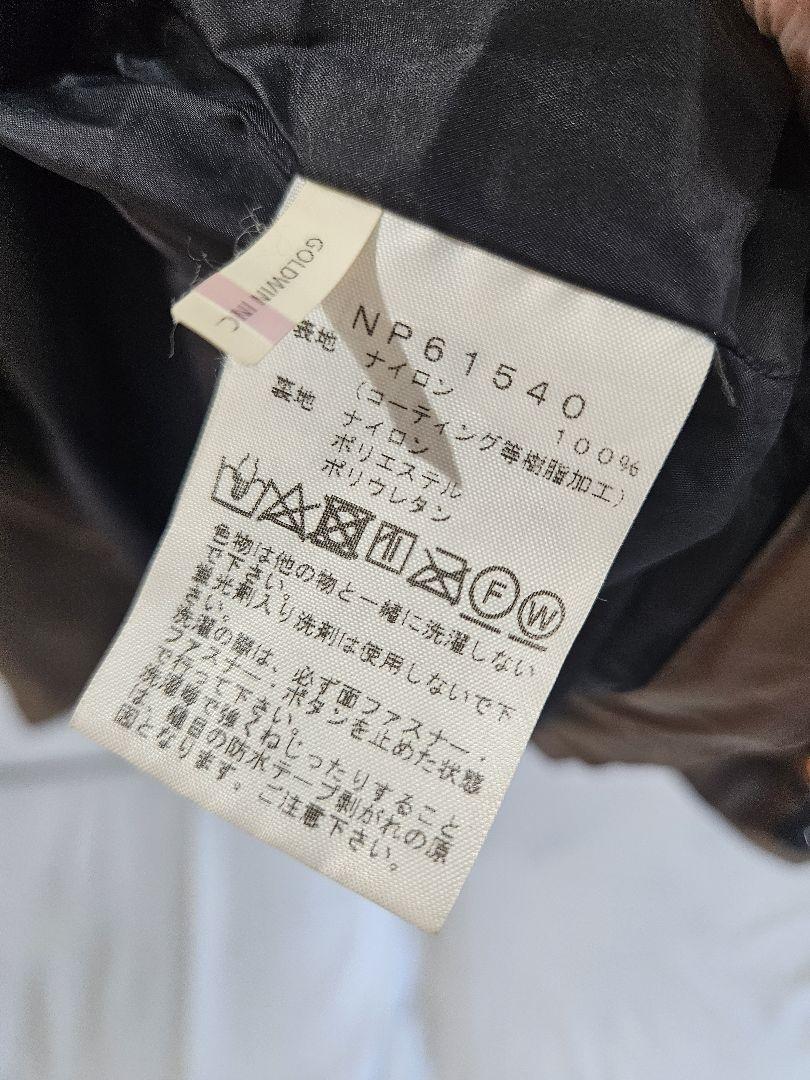 GOLDWIN INC
NP61540
表地 ナイロン 100%
(コーティング等樹脂加工)
裏地 ナイロン
ポリエステル
ポリウレタン
F W
色物は他の物と一緒に洗濯しない
で下さい。
蛍光剤入り洗剤は使用しないで下
さい。
洗濯の際は、必ず面ファスナー・
ファスナー・ボタンを止めた状態
で行って下さい。
洗濯機で強くねじったりすること
は、縫目の防水テープ剥がれの原
因となります。ご注意下さい。